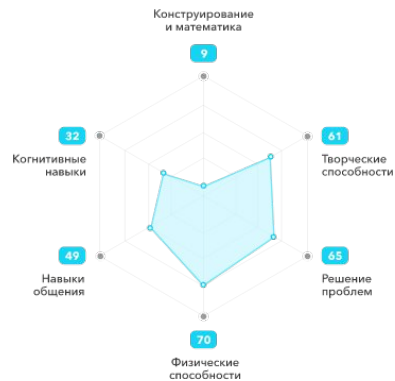 Конструирование
и математика
9
32
61
Когнитивные
навыки
Творческие
способности
49
65
Навыки
общения
Решение
проблем
70
Физические
способности